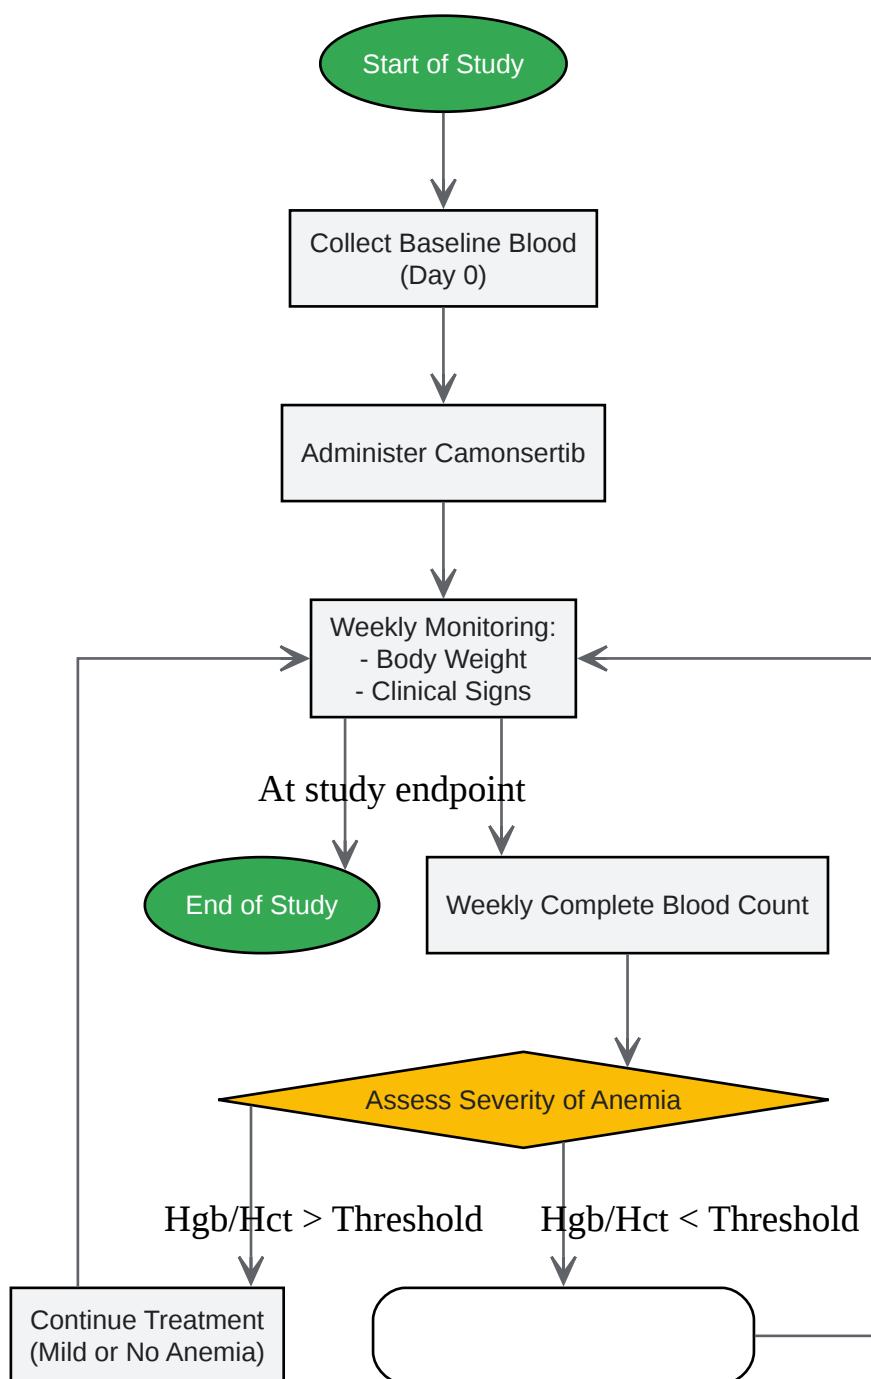 Start of Study
Collect Baseline Blood
(Day 0)
Administer Camonsertib
Weekly Monitoring:
- Body Weight
- Clinical Signs
At study endpoint
End of Study
Weekly Complete Blood Count
Assess Severity of Anemia
Hgb/Hct > Threshold
Hgb/Hct < Threshold
Continue Treatment
(Mild or No Anemia)